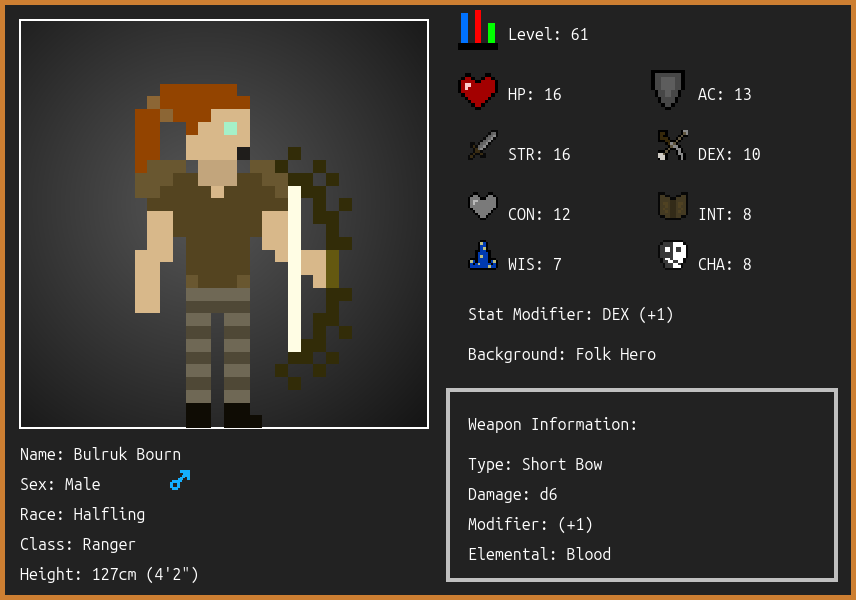 Level: 61
HP: 16
AC: 13
STR: 16
DEX: 10
CON: 12
INT: 8
WIS: 7
CHA: 8
Stat Modifier: DEX (+1)
Background: Folk Hero
Weapon Information:
Type: Short Bow
Damage: d6
Modifier: (+1)
Elemental: Blood
Name: Bulruk Bourn
Sex: Male
Race: Halfling
Class: Ranger
Height: 127cm (4'2")